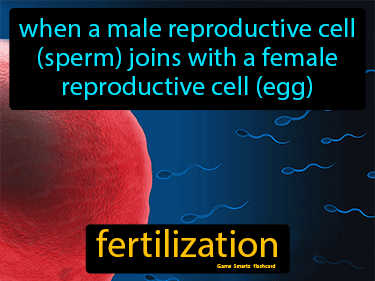 when a male reproductive cell
(sperm) joins with a female
reproductive cell (egg)
fertilization
Game Smartz flashcard